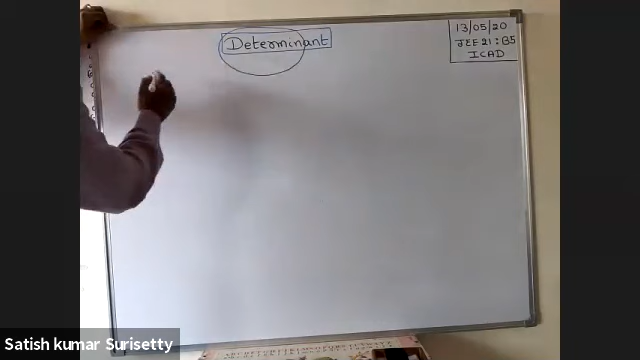 Determinant
13/05/20
JEE 21 : B5
ICAD
Satish kumar Surisetty